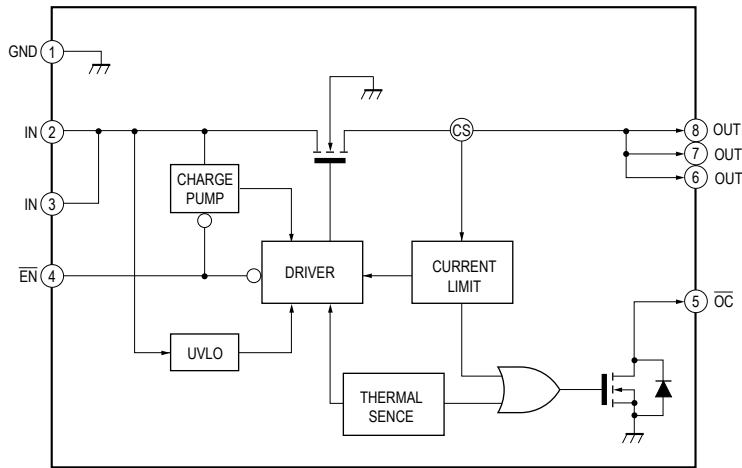 GND 1
IN 2
CS
8 OUT
7 OUT
6 OUT
CHARGE
PUMP
IN 3
EN 4
DRIVER
CURRENT
LIMIT
5 OC
UVLO
THERMAL
SENCE